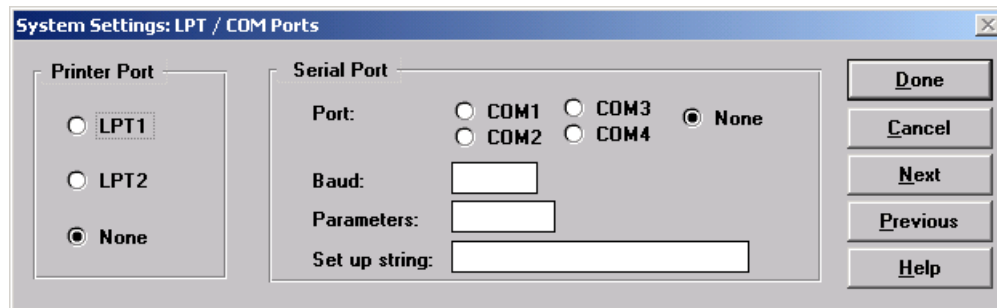 System Settings: LPT / COM Ports
Printer Port
LPT1
LPT2
None
Serial Port
Port:
COM1 COM3 None
COM2 COM4
Baud:
Parameters:
Set up string:
Done
Cancel
Next
Previous
Help